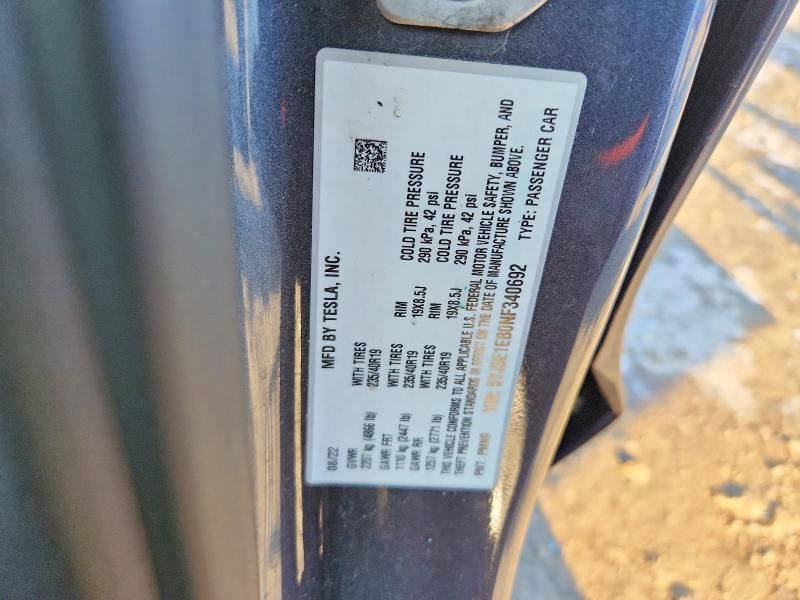 MFD BY TESLA, INC.
08/22
GVWR WITH TIRES RIM COLD TIRE PRESSURE
2207 kg (4866 lb) 235/40R19 19X8.5J 290 kPa, 42 psi
GAWR FRT WITH TIRES RIM COLD TIRE PRESSURE
1110 kg (2447 lb) 235/40R19 19X8.5J 290 kPa, 42 psi
GAWR RR WITH TIRES
1257 kg (2771 lb) 235/40R19
THIS VEHICLE CONFORMS TO ALL APPLICABLE U.S. FEDERAL MOTOR VEHICLE SAFETY, BUMPER, AND
THEFT PREVENTION STANDARDS IN EFFECT ON THE DATE OF MANUFACTURE SHOWN ABOVE.
PNT: PMNG VIN: 5YJ3E1EB0NF340692 TYPE: PASSENGER CAR